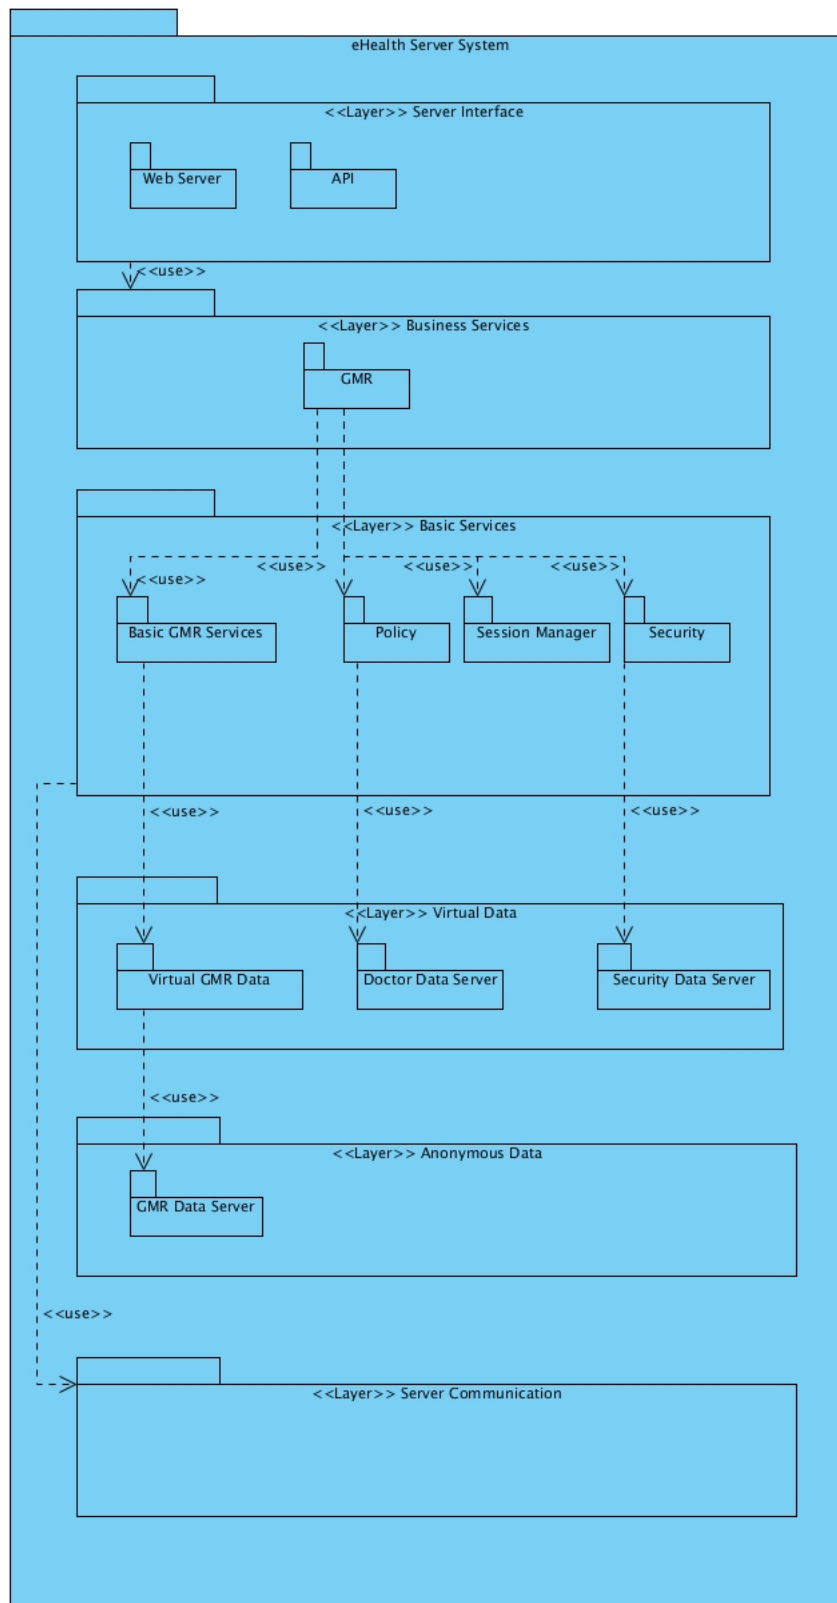 eHealth Server System
<<Layer>> Server Interface
Web Server
API
<<use>>
<<Layer>> Business Services
GMR
<<Layer>> Basic Services
<<use>>
<<use>>
<<use>>
<<use>>
Basic GMR Services
Policy
Session Manager
Security
<<use>>
<<use>>
<<use>>
<<Layer>> Virtual Data
Virtual GMR Data
Doctor Data Server
Security Data Server
<<use>>
<<Layer>> Anonymous Data
GMR Data Server
<<use>>
<<Layer>> Server Communication